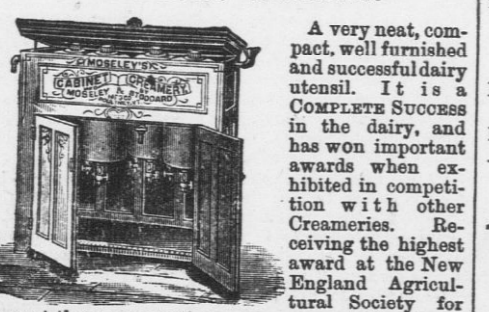 MOSELEY'S
CABINET CREAMERY
MOSELEY & STODDARD
A very neat, com-
pact, well furnished
and successful dairy
utensil. It is a
COMPLETE SUCCESS
in the dairy, and
has won important
awards when ex-
hibited in competi-
tion with other
Creameries. Re-
ceiving the highest
award at the New
England Agricul-
tural Society for